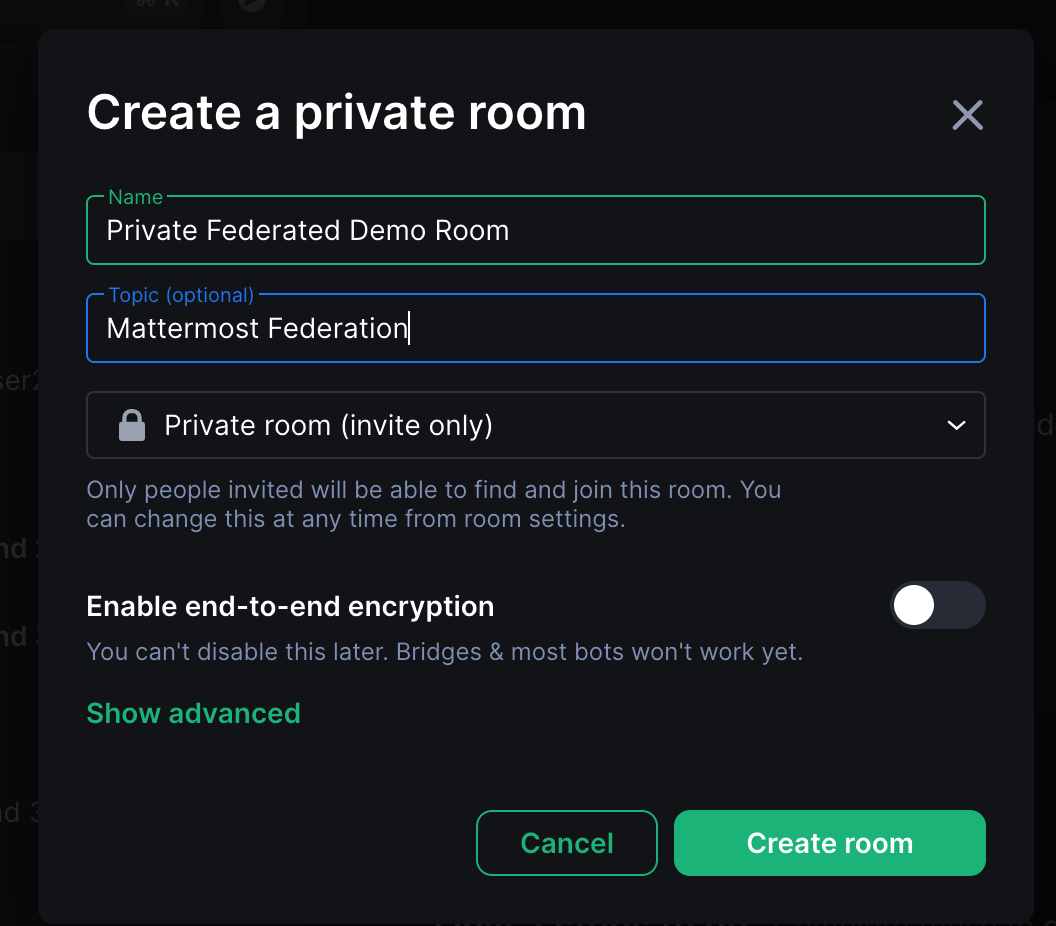 Create a private room
Name
Private Federated Demo Room
Topic (optional)
Mattermost Federation
Private room (invite only)
Only people invited will be able to find and join this room. You
can change this at any time from room settings.
Enable end-to-end encryption
You can't disable this later. Bridges & most bots won't work yet.
Show advanced
Cancel
Create room